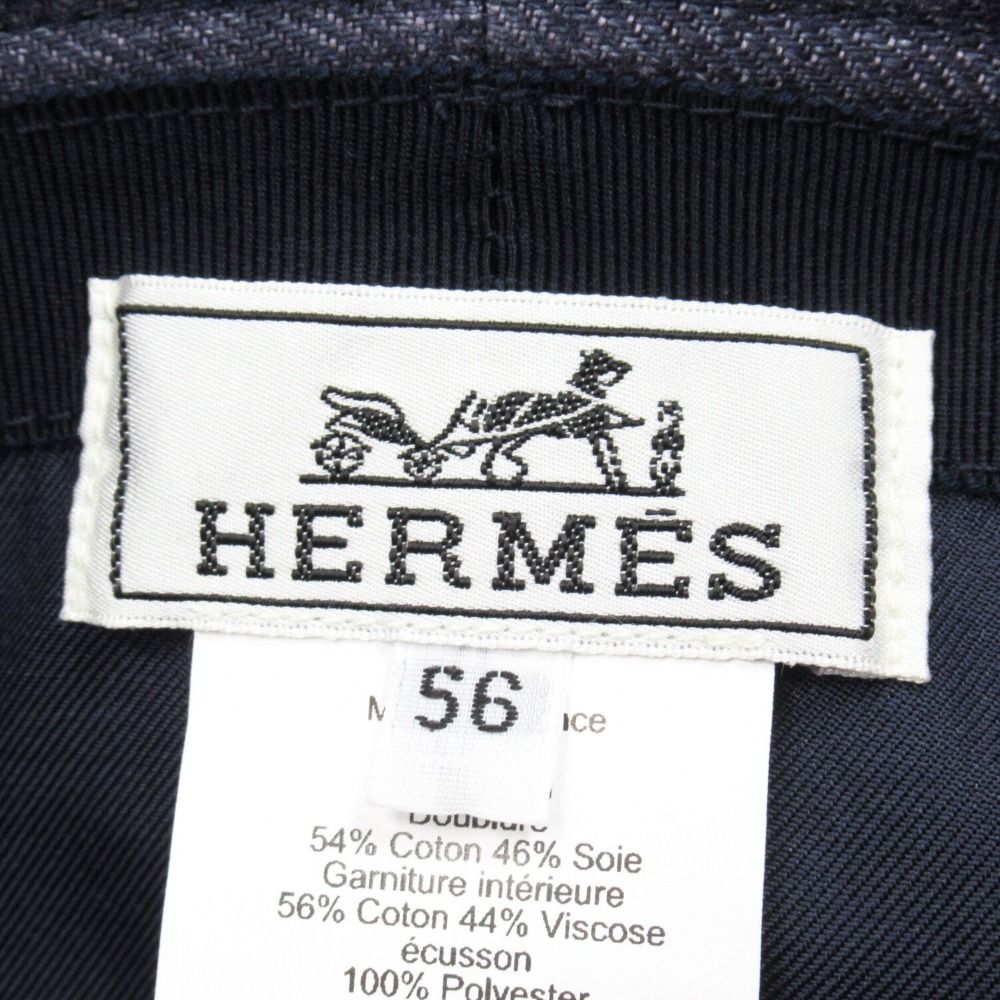 HERMÈS
56
Doublure
54% Coton 46% Soie
Garniture intérieure
56% Coton 44% Viscose
écusson
100% Polyester